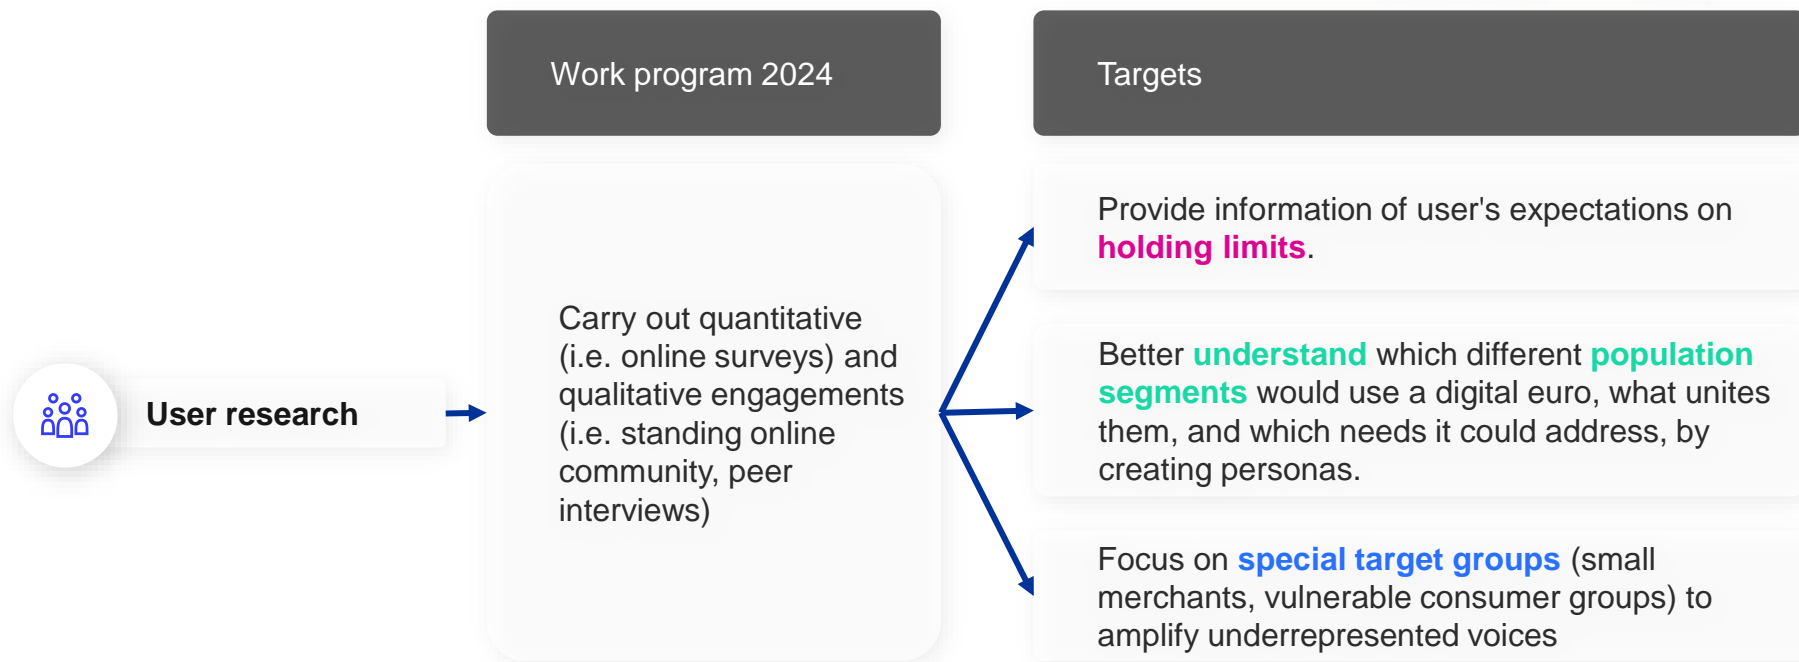 Work program 2024
Targets
User research
Carry out quantitative
(i.e. online surveys) and
qualitative engagements
(i.e. standing online
community, peer
interviews)
Provide information of user's expectations on
holding limits.
Better understand which different population
segments would use a digital euro, what unites
them, and which needs it could address, by
creating personas.
Focus on special target groups (small
merchants, vulnerable consumer groups) to
amplify underrepresented voices